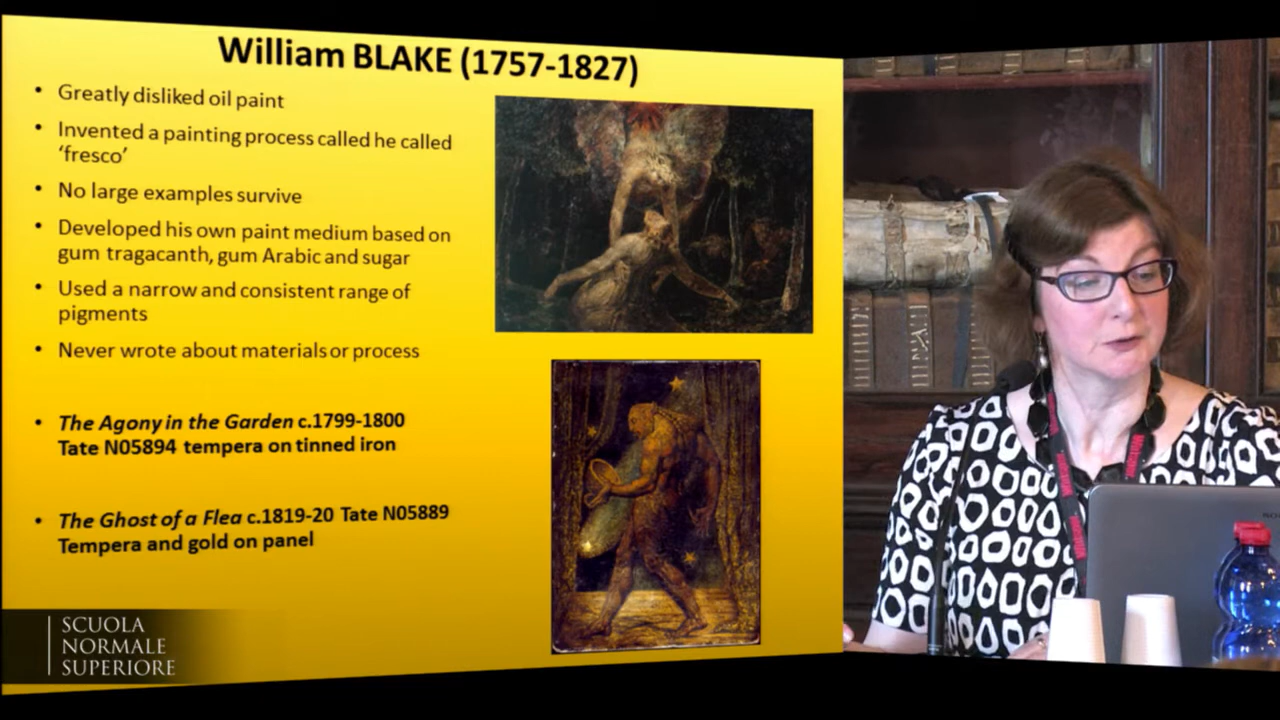 William BLAKE (1757-1827)
• Greatly disliked oil paint
• Invented a painting process called he called
‘fresco’
• No large examples survive
• Developed his own paint medium based on
gum tragacanth, gum Arabic and sugar
• Used a narrow and consistent range of
pigments
• Never wrote about materials or process
• The Agony in the Garden c.1799-1800
Tate N05894 tempera on tinned iron
• The Ghost of a Flea c.1819-20 Tate N05889
Tempera and gold on panel
SCUOLA
NORMALE
SUPERIORE